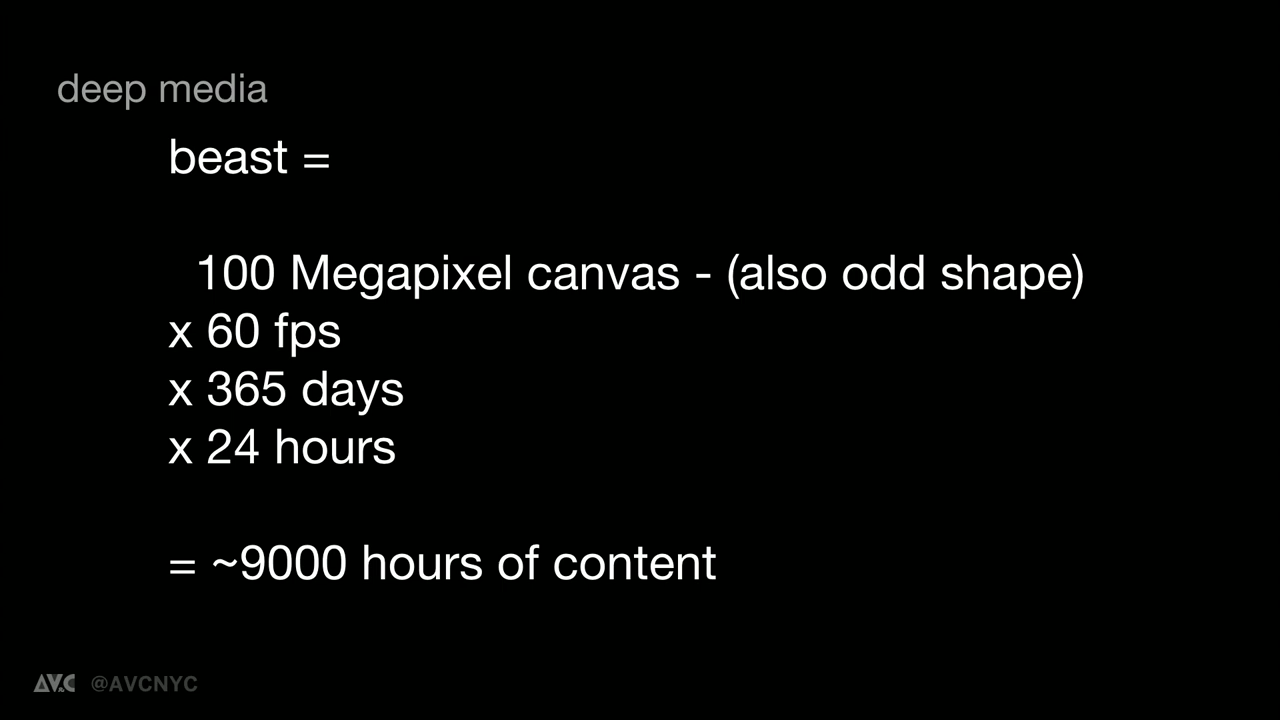 deep media
beast =
100 Megapixel canvas - (also odd shape)
x 60 fps
x 365 days
x 24 hours
= ~9000 hours of content
AV&C @AVCNYC